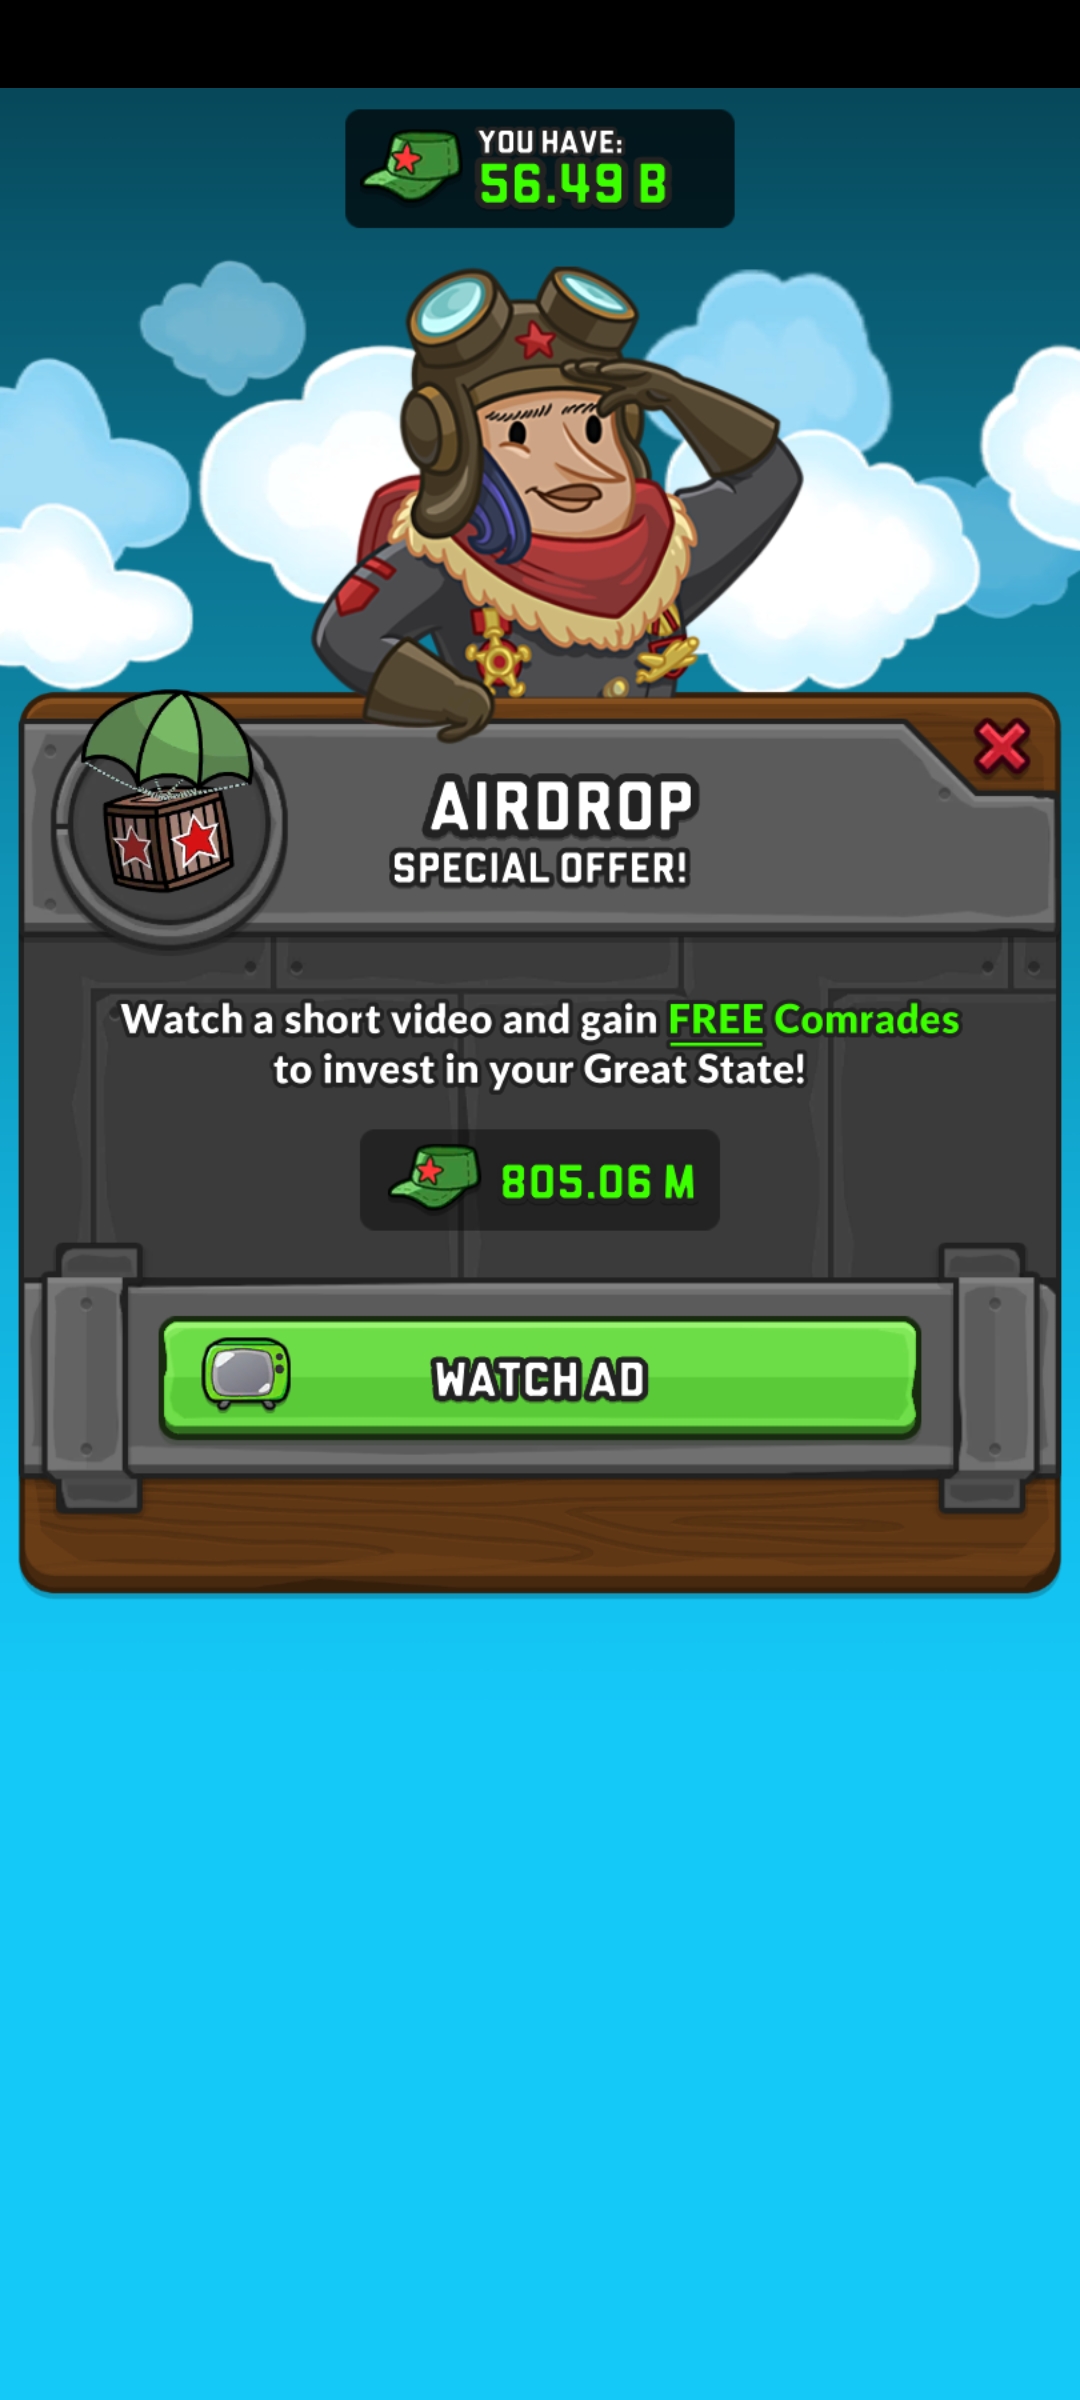 YOU HAVE:
56.49 B
AIRDROP
SPECIAL OFFER!
Watch a short video and gain FREE Comrades
to invest in your Great State!
805.06 M
WATCH AD